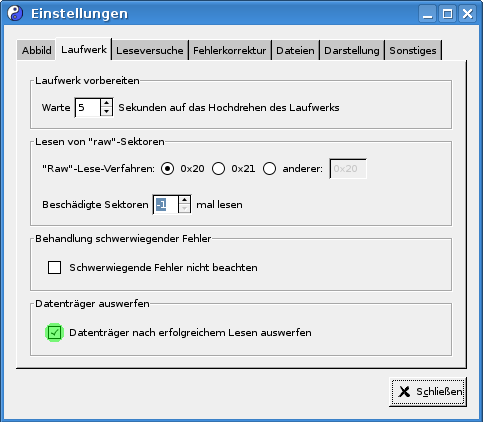 Einstellungen
Abbild Laufwerk Leseversuche Fehlerkorrektur Dateien Darstellung Sonstiges
Laufwerk vorbereiten
Warte 5 Sekunden auf das Hochdrehen des Laufwerks
Lesen von "raw"-Sektoren
"Raw"-Lese-Verfahren: 0x20 0x21 anderer: 0x20
Beschädigte Sektoren -1 mal lesen
Behandlung schwerwiegender Fehler
Schwerwiegende Fehler nicht beachten
Datenträger auswerfen
Datenträger nach erfolgreichem Lesen auswerfen
Schließen